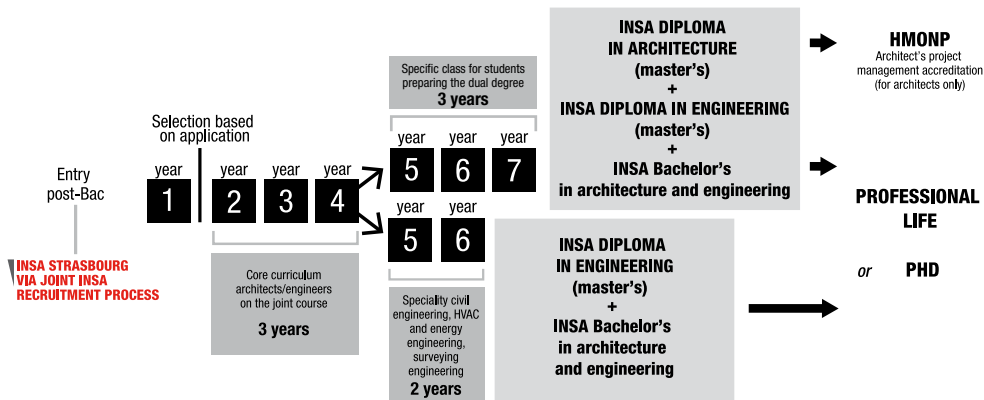 Entry
post-Bac
INSA STRASBOURG
VIA JOINT INSA
RECRUITMENT PROCESS
Selection based
on application
year
1
year
2
year
3
year
4
Core curriculum
architects/engineers
on the joint course
3 years
Specific class for students
preparing the dual degree
3 years
year
5
year
6
year
7
year
5
year
6
Speciality civil
engineering, HVAC
and energy
engineering,
surveying
engineering
2 years
INSA DIPLOMA
IN ARCHITECTURE
(master's)
+
INSA DIPLOMA IN ENGINEERING
(master's)
+
INSA Bachelor's
in architecture and engineering
INSA DIPLOMA
IN ENGINEERING
(master's)
+
INSA Bachelor's
in architecture
and engineering
HMONP
Architect's project
management accreditation
(for architects only)
PROFESSIONAL
LIFE
or PHD